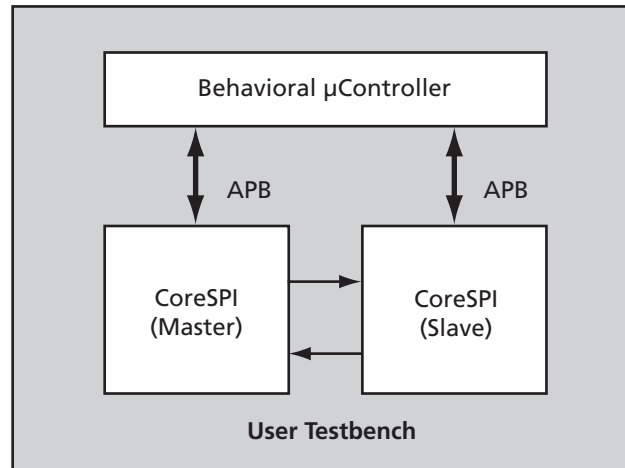 Behavioral µController
APB
APB
CoreSPI
(Master)
CoreSPI
(Slave)
User Testbench